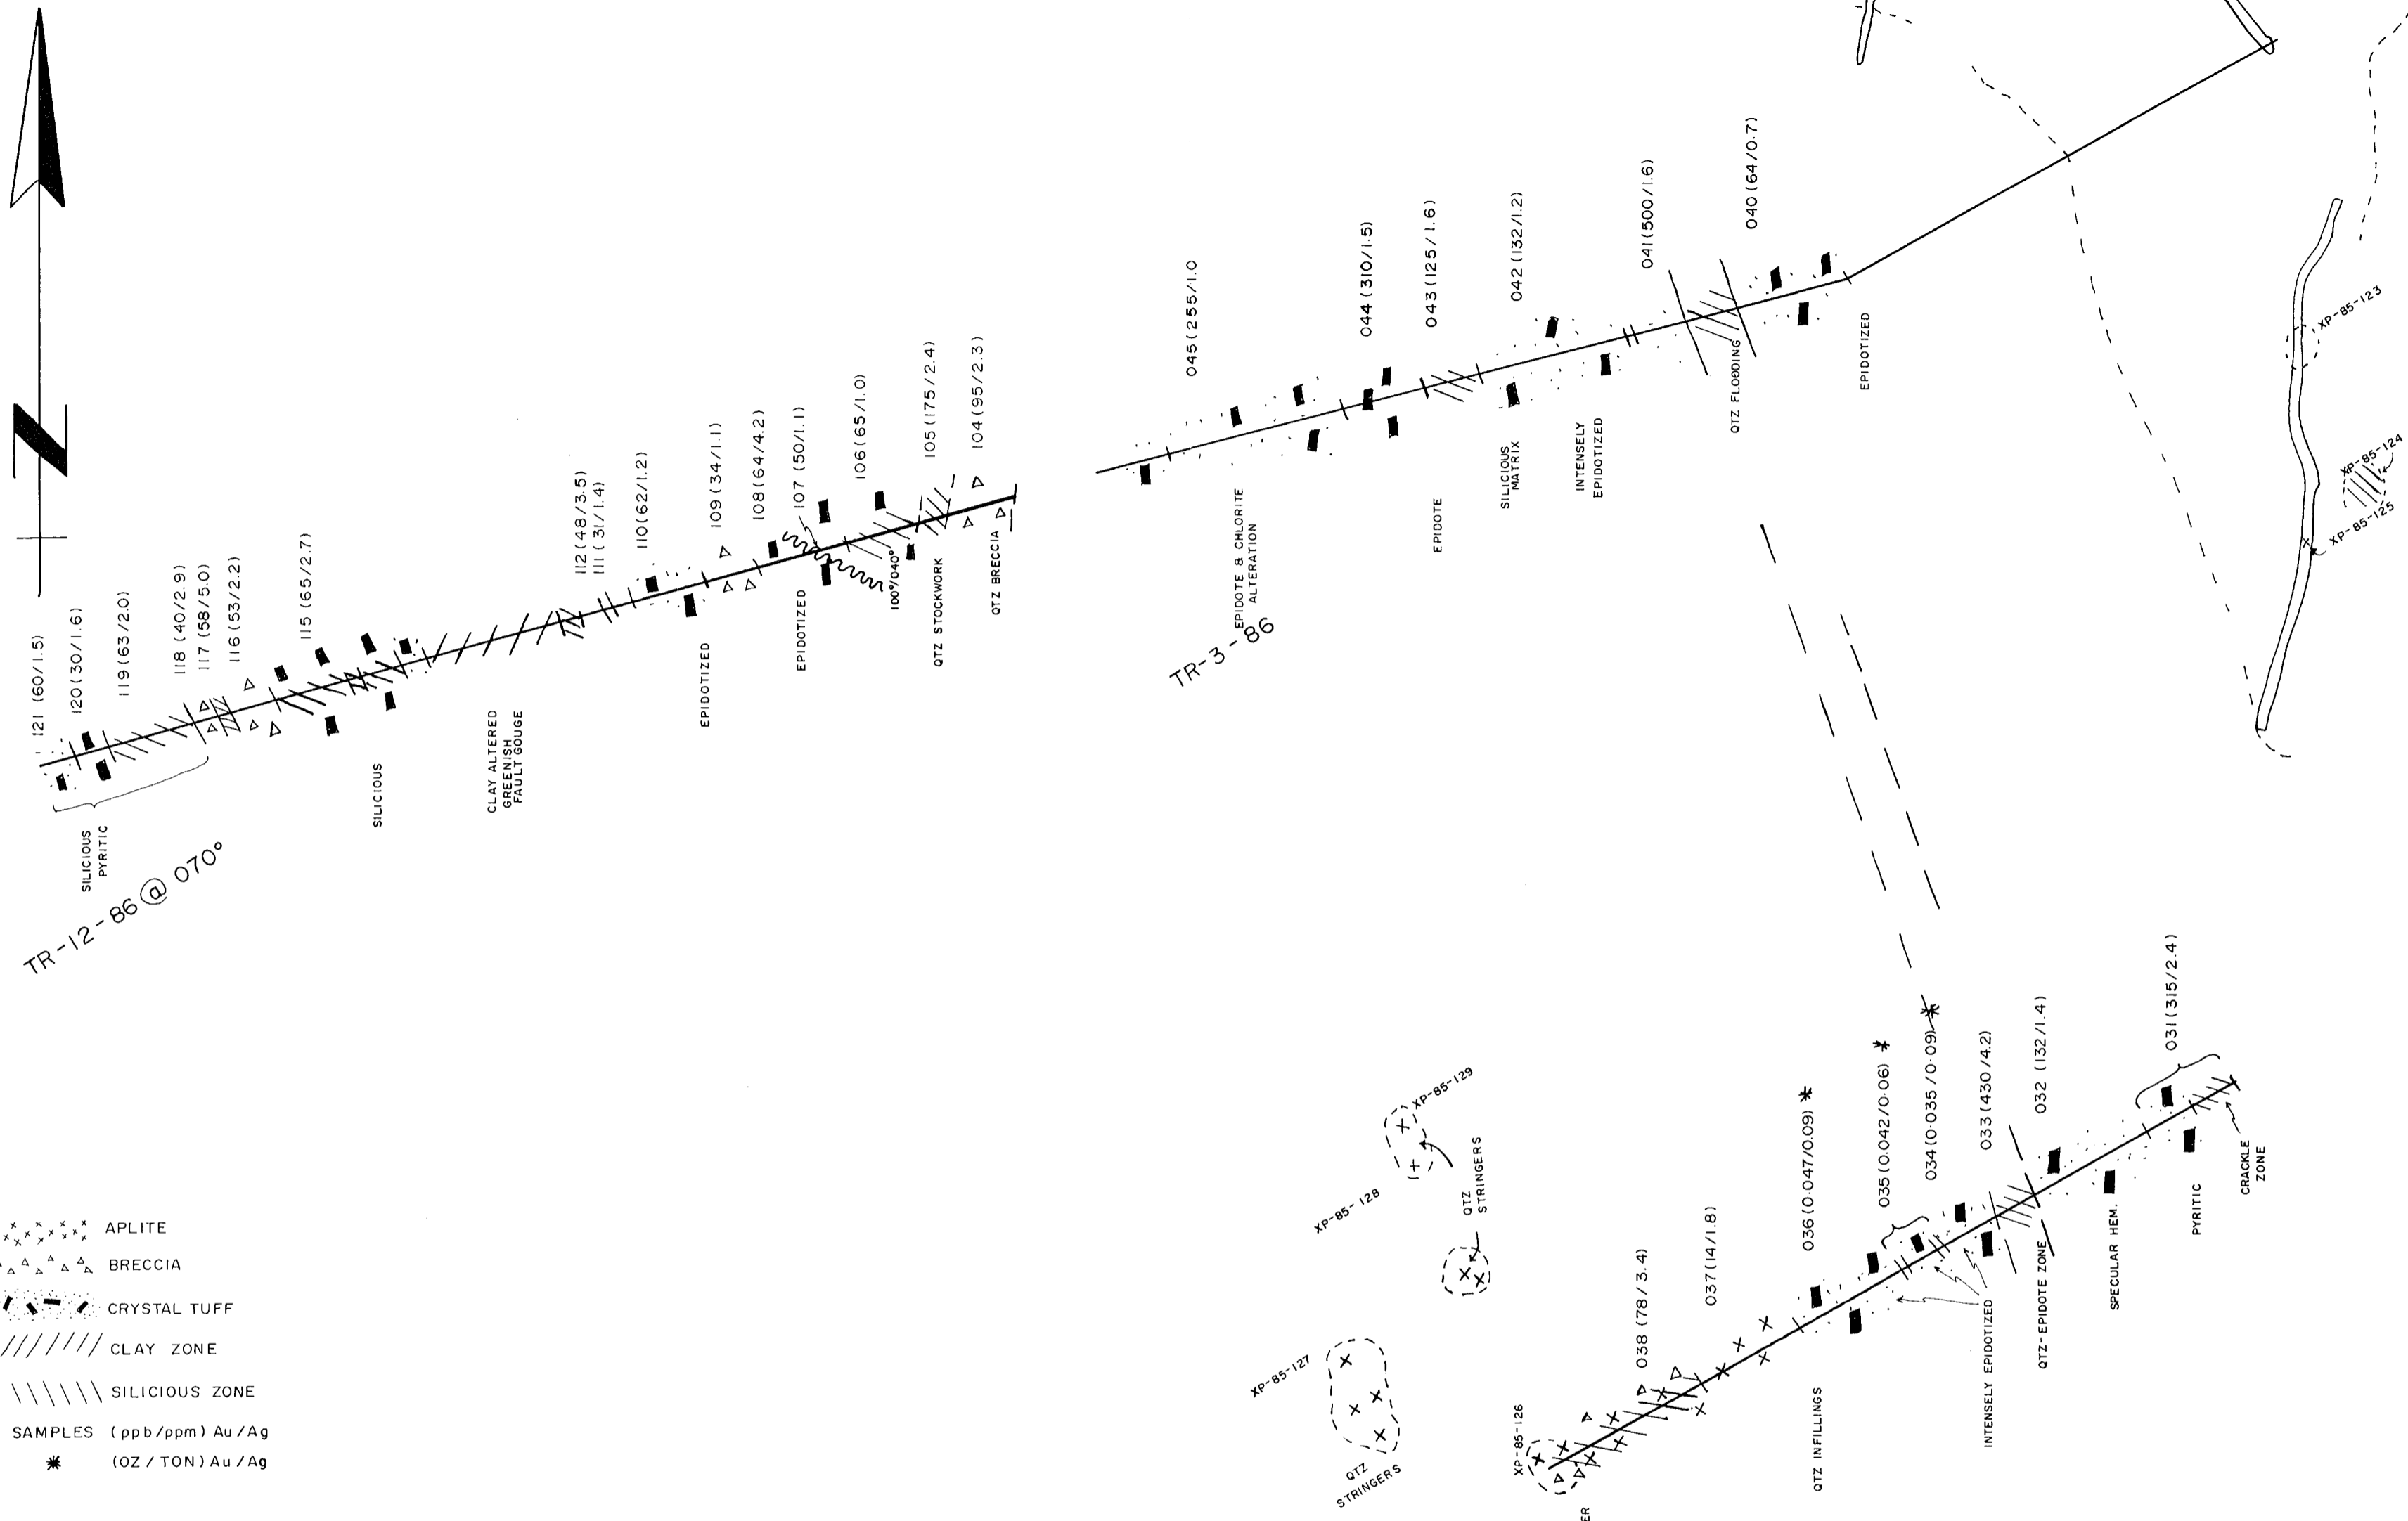 N
121 (60/1.5)
120 (30/1.6)
119 (63/2.0)
118 (40/2.9)
117 (58/5.0)
116 (53/2.2)
115 (65/2.7)
112 (48/3.5)
111 (31/1.4)
110 (62/1.2)
109 (34/1.1)
108 (64/4.2)
107 (50/1.1)
106 (65/1.0)
105 (175/2.4)
104 (95/2.3)
SILICIOUS
PYRITIC
SILICIOUS
CLAY ALTERED
GREENISH
FAULT GOUGE
EPIDOTIZED
EPIDOTIZED
100°/040°
QTZ STOCKWORK
QTZ BRECCIA
TR-12-86 @ 070°
045 (255/1.0
044 (310/1.5)
043 (125/1.6)
042 (132/1.2)
041 (500/1.6)
040 (64/0.7)
EPIDOTE & CHLORITE
ALTERATION
EPIDOTE
SILICIOUS
MATRIX
INTENSELY
EPIDOTIZED
QTZ FLOODING
EPIDOTIZED
TR-3-86
XP-85-123
XP-85-124
XP-85-125
XP-85-129
XP-85-128
QTZ
STRINGERS
XP-85-127
QTZ
STRINGERS
XP-85-126
038 (78/3.4)
037 (14/1.8)
036 (0.047/0.09) *
035 (0.042/0.06) *
034 (0.035/0.09) *
033 (430/4.2)
032 (132/1.4)
031 (315/2.4)
ER
QTZ INFILLINGS
INTENSELY EPIDOTIZED
QTZ-EPIDOTE ZONE
SPECULAR HEM.
PYRITIC
CRACKLE
ZONE
APLITE
BRECCIA
CRYSTAL TUFF
CLAY ZONE
SILICIOUS ZONE
SAMPLES (ppb/ppm) Au/Ag
* (OZ/TON) Au/Ag